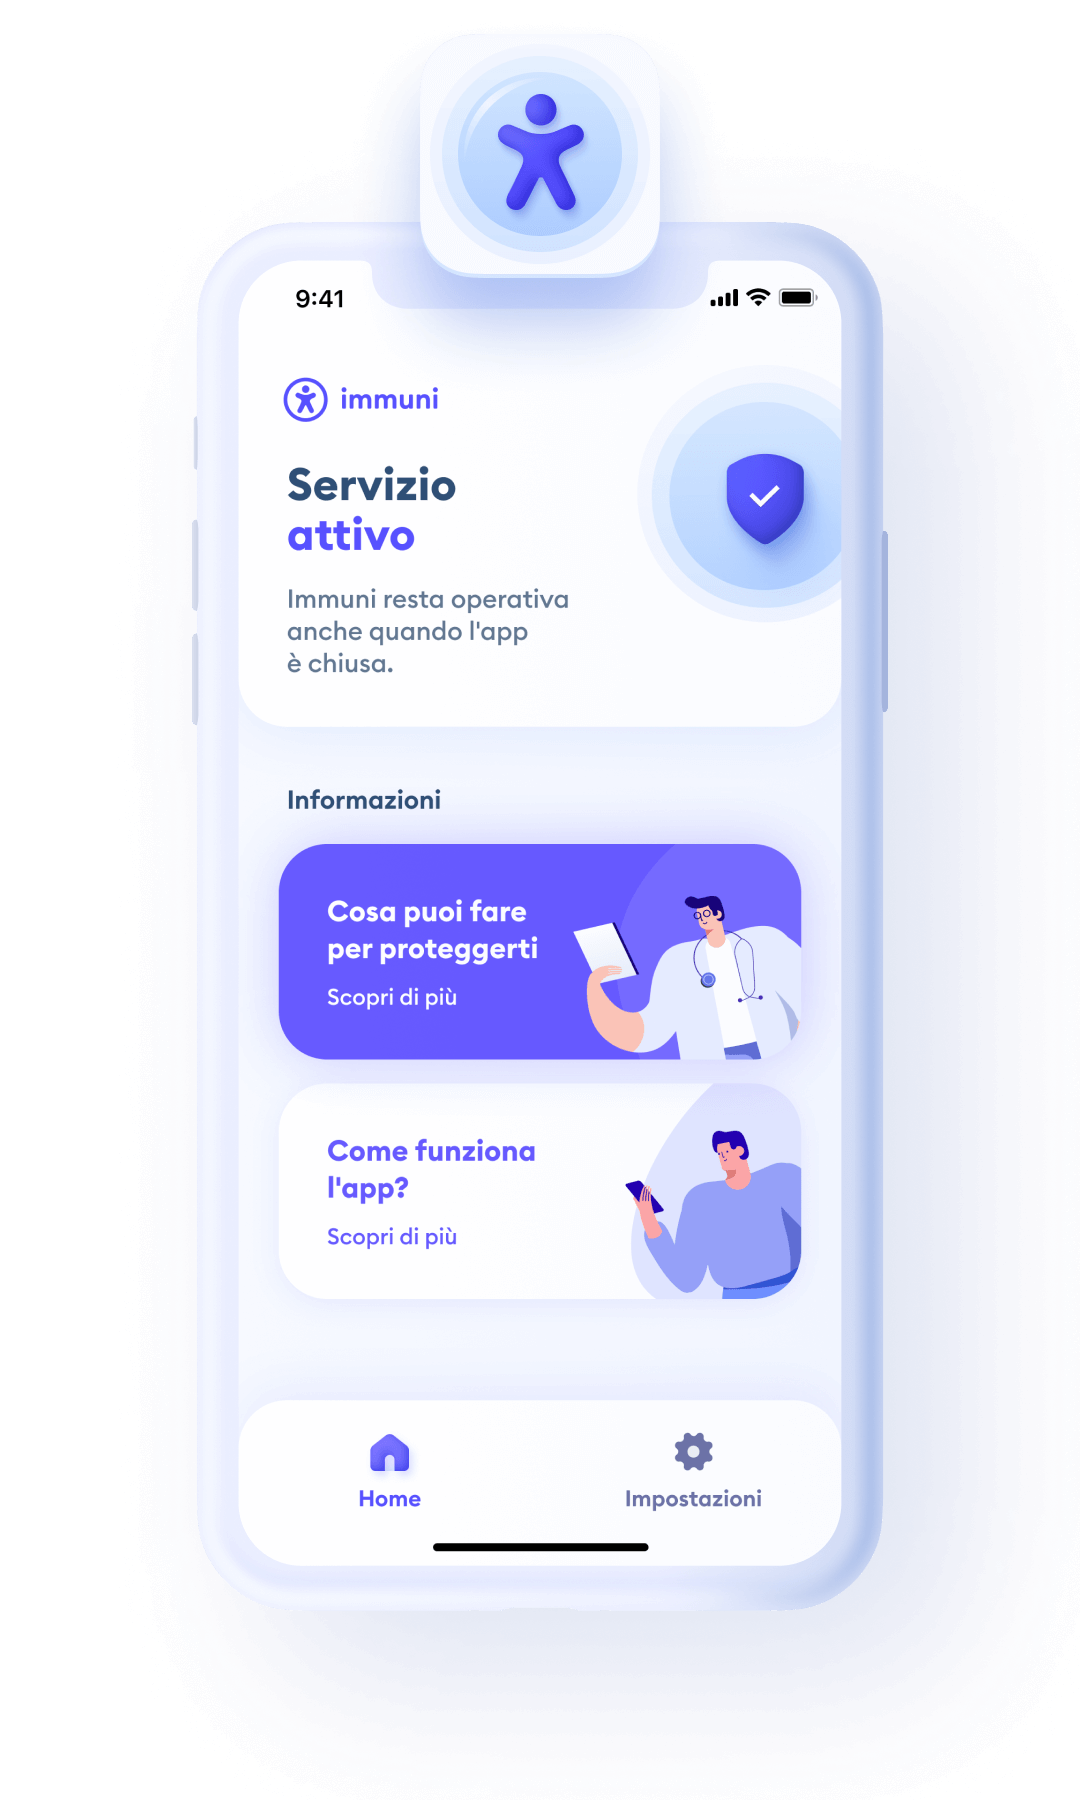 9:41
immuni
Servizio
attivo
Immuni resta operativa
anche quando l'app
è chiusa.
Informazioni
Cosa puoi fare
per proteggerti
Scopri di più
Come funziona
l'app?
Scopri di più
Home
Impostazioni